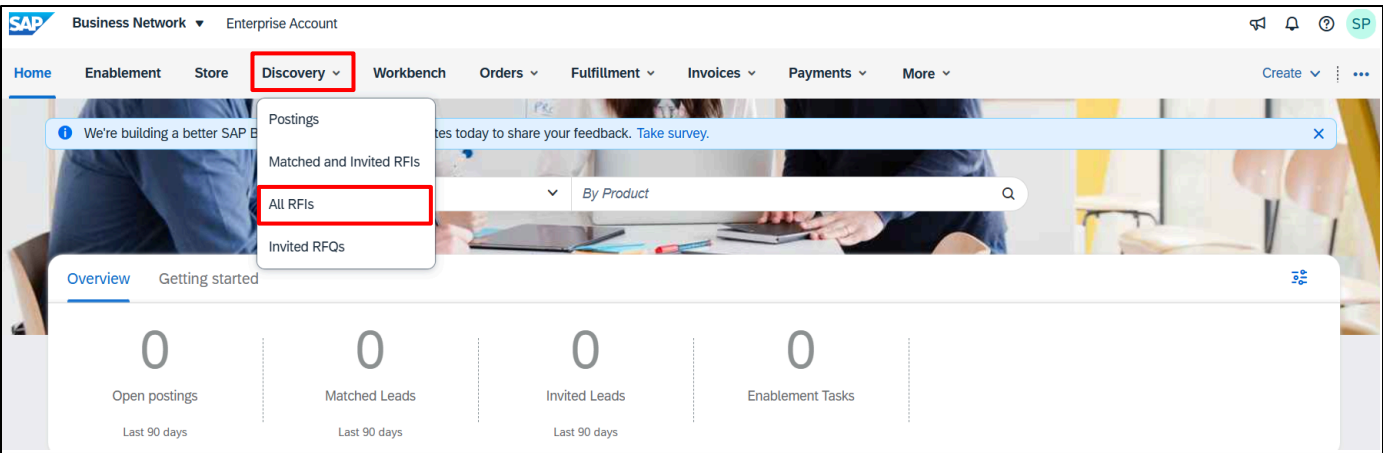 SAP Business Network Enterprise Account SP
Home Enablement Store Discovery Workbench Orders Fulfillment Invoices Payments More Create
Postings
We're building a better SAP B tes today to share your feedback. Take survey.
Matched and Invited RFIs
By Product
All RFIs
Invited RFQs
Overview Getting started
0 0 0 0
Open postings Matched Leads Invited Leads Enablement Tasks
Last 90 days Last 90 days Last 90 days